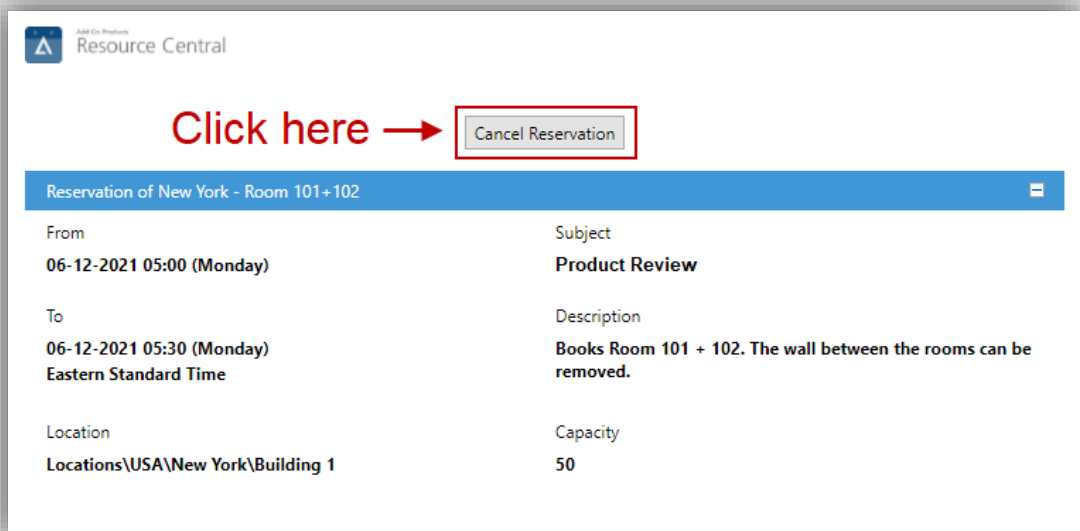 Add-On Products
Resource Central
Click here
Cancel Reservation
Reservation of New York - Room 101+102
From
06-12-2021 05:00 (Monday)
Subject
Product Review
To
06-12-2021 05:30 (Monday)
Eastern Standard Time
Description
Books Room 101 + 102. The wall between the rooms can be
removed.
Location
Locations\USA\New York\Building 1
Capacity
50